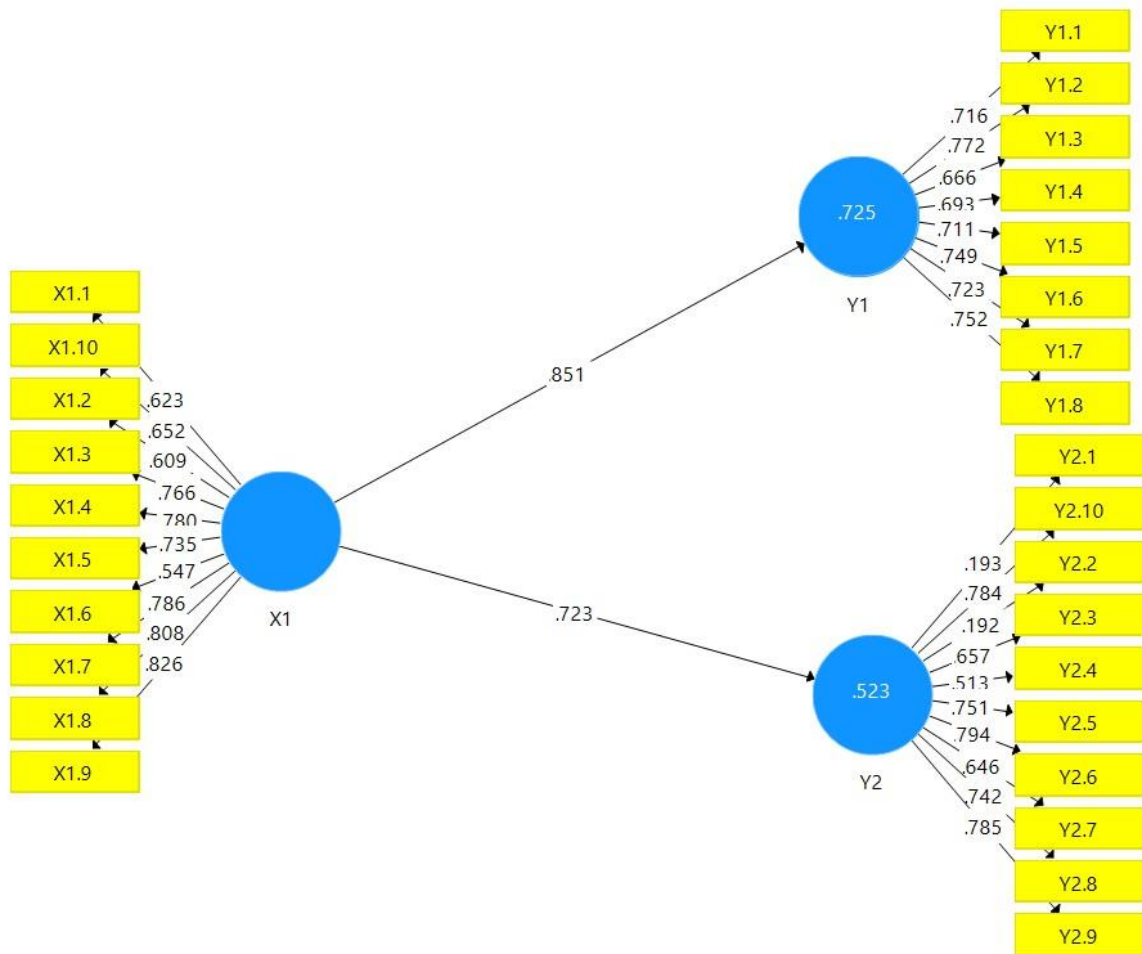 X1.1
X1.10
X1.2
X1.3
X1.4
X1.5
X1.6
X1.7
X1.8
X1.9
.623
.652
.609
.766
.780
.735
.547
.786
.808
.826
X1
.851
.723
.725
Y1
.716
.772
.666
.693
.711
.749
.723
.752
Y1.1
Y1.2
Y1.3
Y1.4
Y1.5
Y1.6
Y1.7
Y1.8
.523
Y2
.193
.784
.192
.657
.513
.751
.794
.646
.742
.785
Y2.1
Y2.10
Y2.2
Y2.3
Y2.4
Y2.5
Y2.6
Y2.7
Y2.8
Y2.9